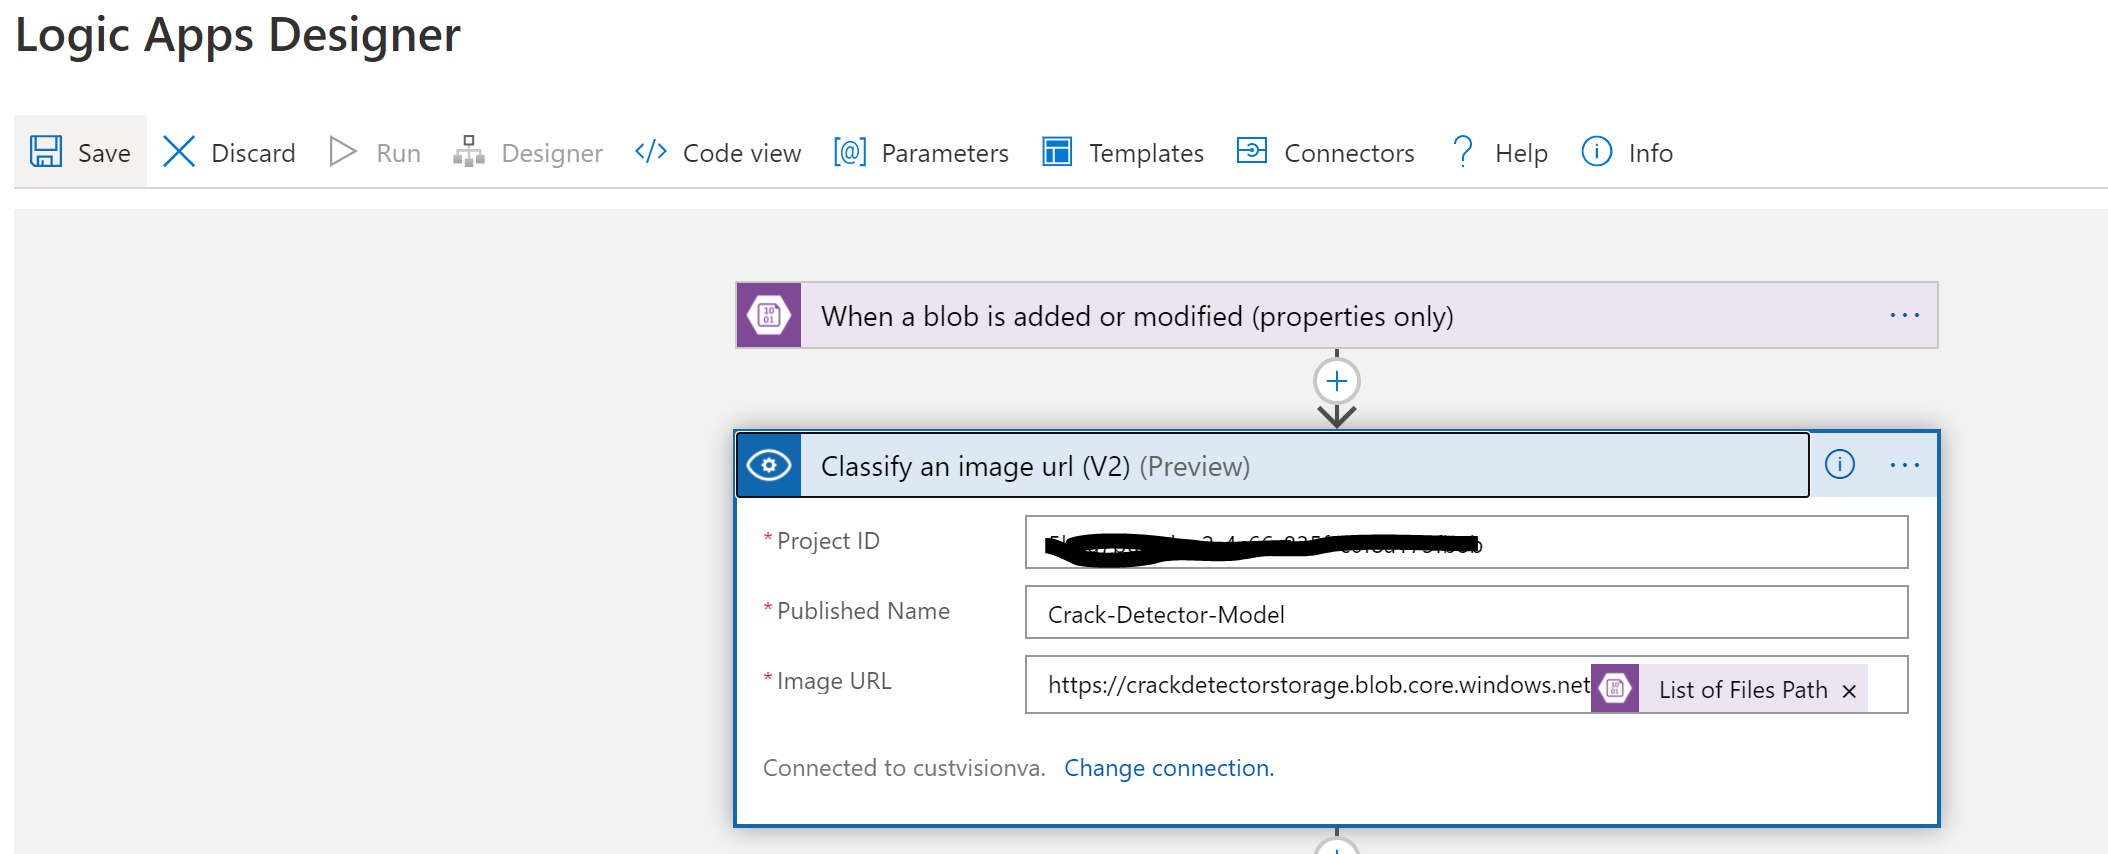 Logic Apps Designer
Save Discard Run Designer </> Code view [@] Parameters Templates Connectors ? Help i Info
When a blob is added or modified (properties only) ...
Classify an image url (V2) (Preview) i ...
* Project ID
* Published Name Crack-Detector-Model
* Image URL https://crackdetectorstorage.blob.core.windows.net List of Files Path ×
Connected to custvisionva. Change connection.